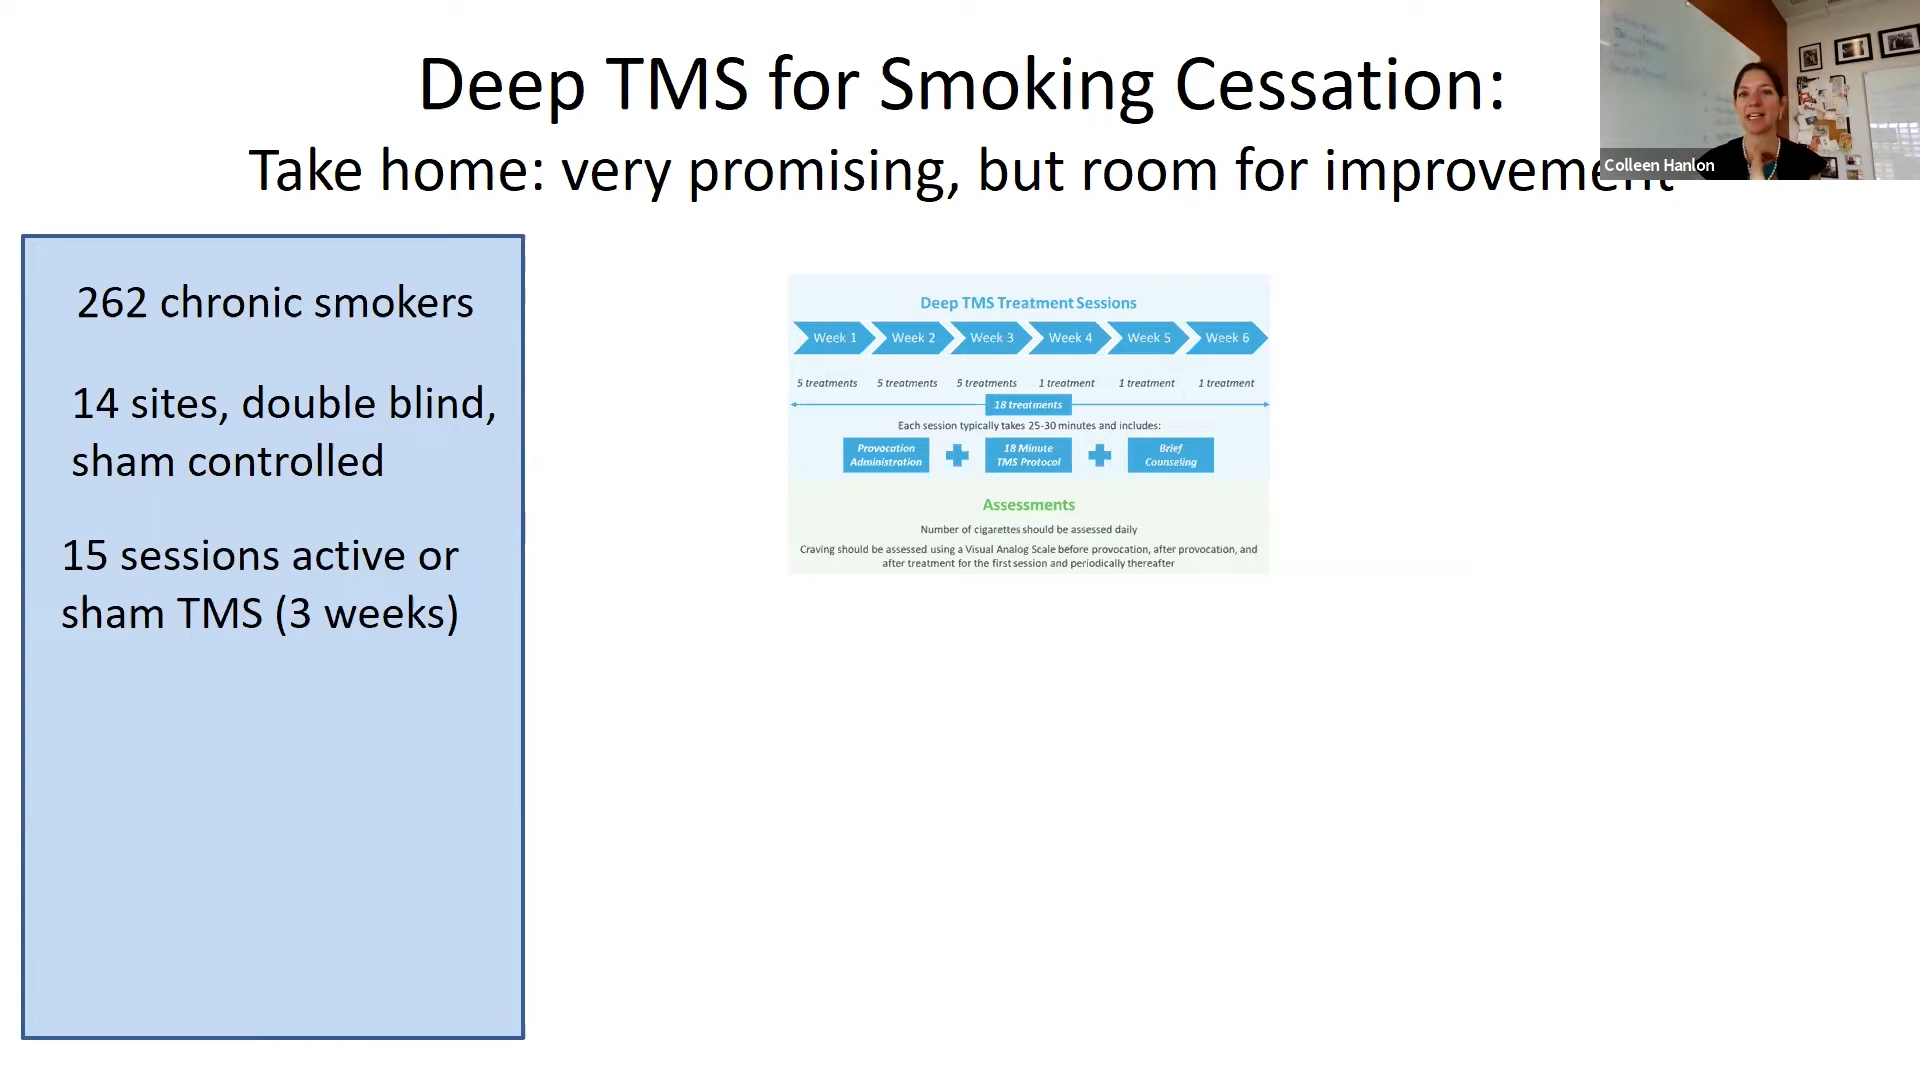 Deep TMS for Smoking Cessation:
Take home: very promising, but room for improvement
Colleen Hanlon
262 chronic smokers
14 sites, double blind,
sham controlled
15 sessions active or
sham TMS (3 weeks)
Deep TMS Treatment Sessions
Week 1 Week 2 Week 3 Week 4 Week 5 Week 6
5 treatments 5 treatments 5 treatments 1 treatment 1 treatment 1 treatment
18 treatments
Each session typically takes 25-30 minutes and includes:
Provocation
Administration
18 Minute
TMS Protocol
Brief
Counseling
Assessments
Number of cigarettes should be assessed daily
Craving should be assessed using a Visual Analog Scale before provocation, after provocation, and
after treatment for the first session and periodically thereafter